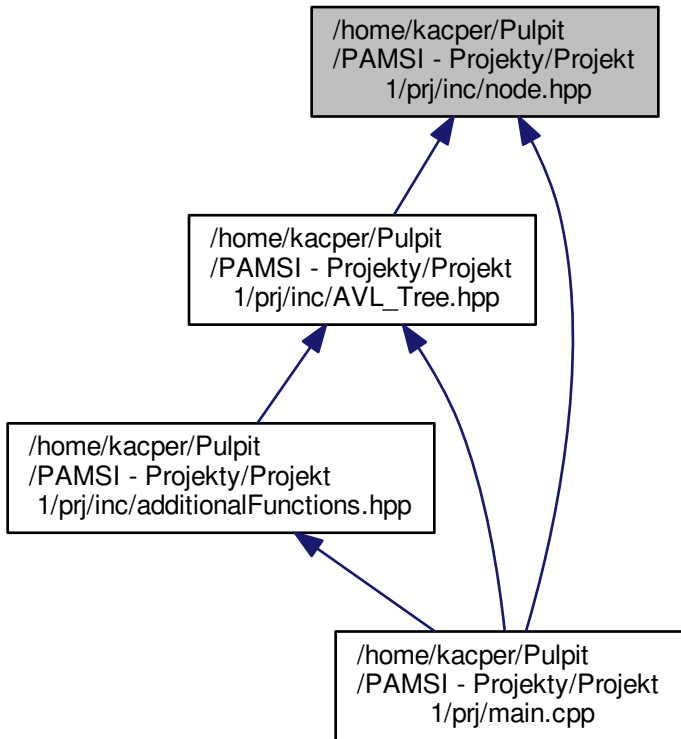 /home/kacper/Pulpit
/PAMSI - Projekty/Projekt
1/prj/inc/node.hpp
/home/kacper/Pulpit
/PAMSI - Projekty/Projekt
1/prj/inc/AVL_Tree.hpp
/home/kacper/Pulpit
/PAMSI - Projekty/Projekt
1/prj/inc/additionalFunctions.hpp
/home/kacper/Pulpit
/PAMSI - Projekty/Projekt
1/prj/main.cpp